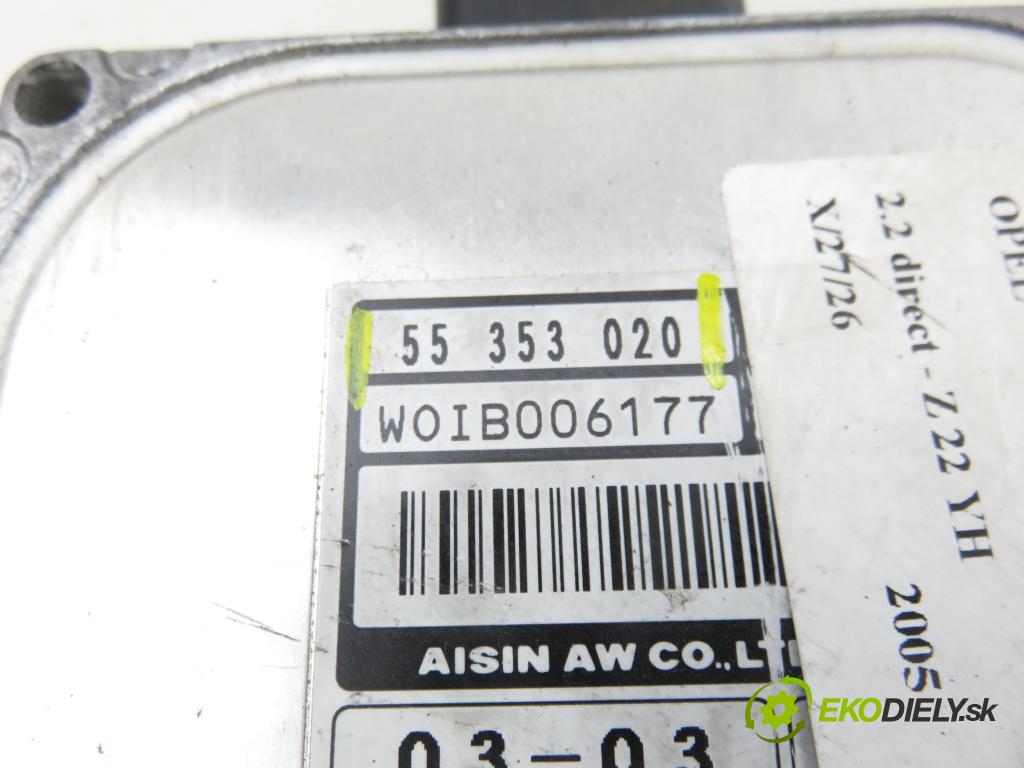 55 353 020
W0IB006177
AISIN AW CO.,LT
03-03
OPEL
2.2 direct - Z 22 YH
X/27/26
2005
EKODIELY.sk